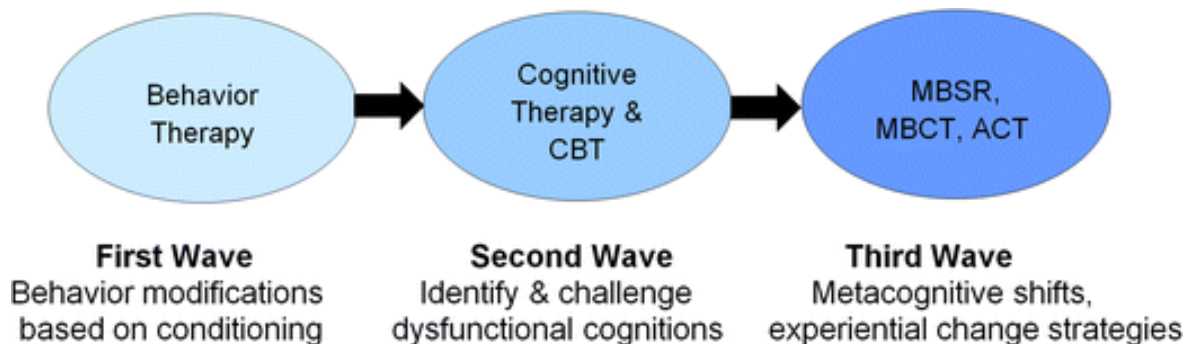 Behavior
Therapy
Cognitive
Therapy &
CBT
MBSR,
MBCT, ACT
First Wave
Behavior modifications
based on conditioning
Second Wave
Identify & challenge
dysfunctional cognitions
Third Wave
Metacognitive shifts,
experiential change strategies